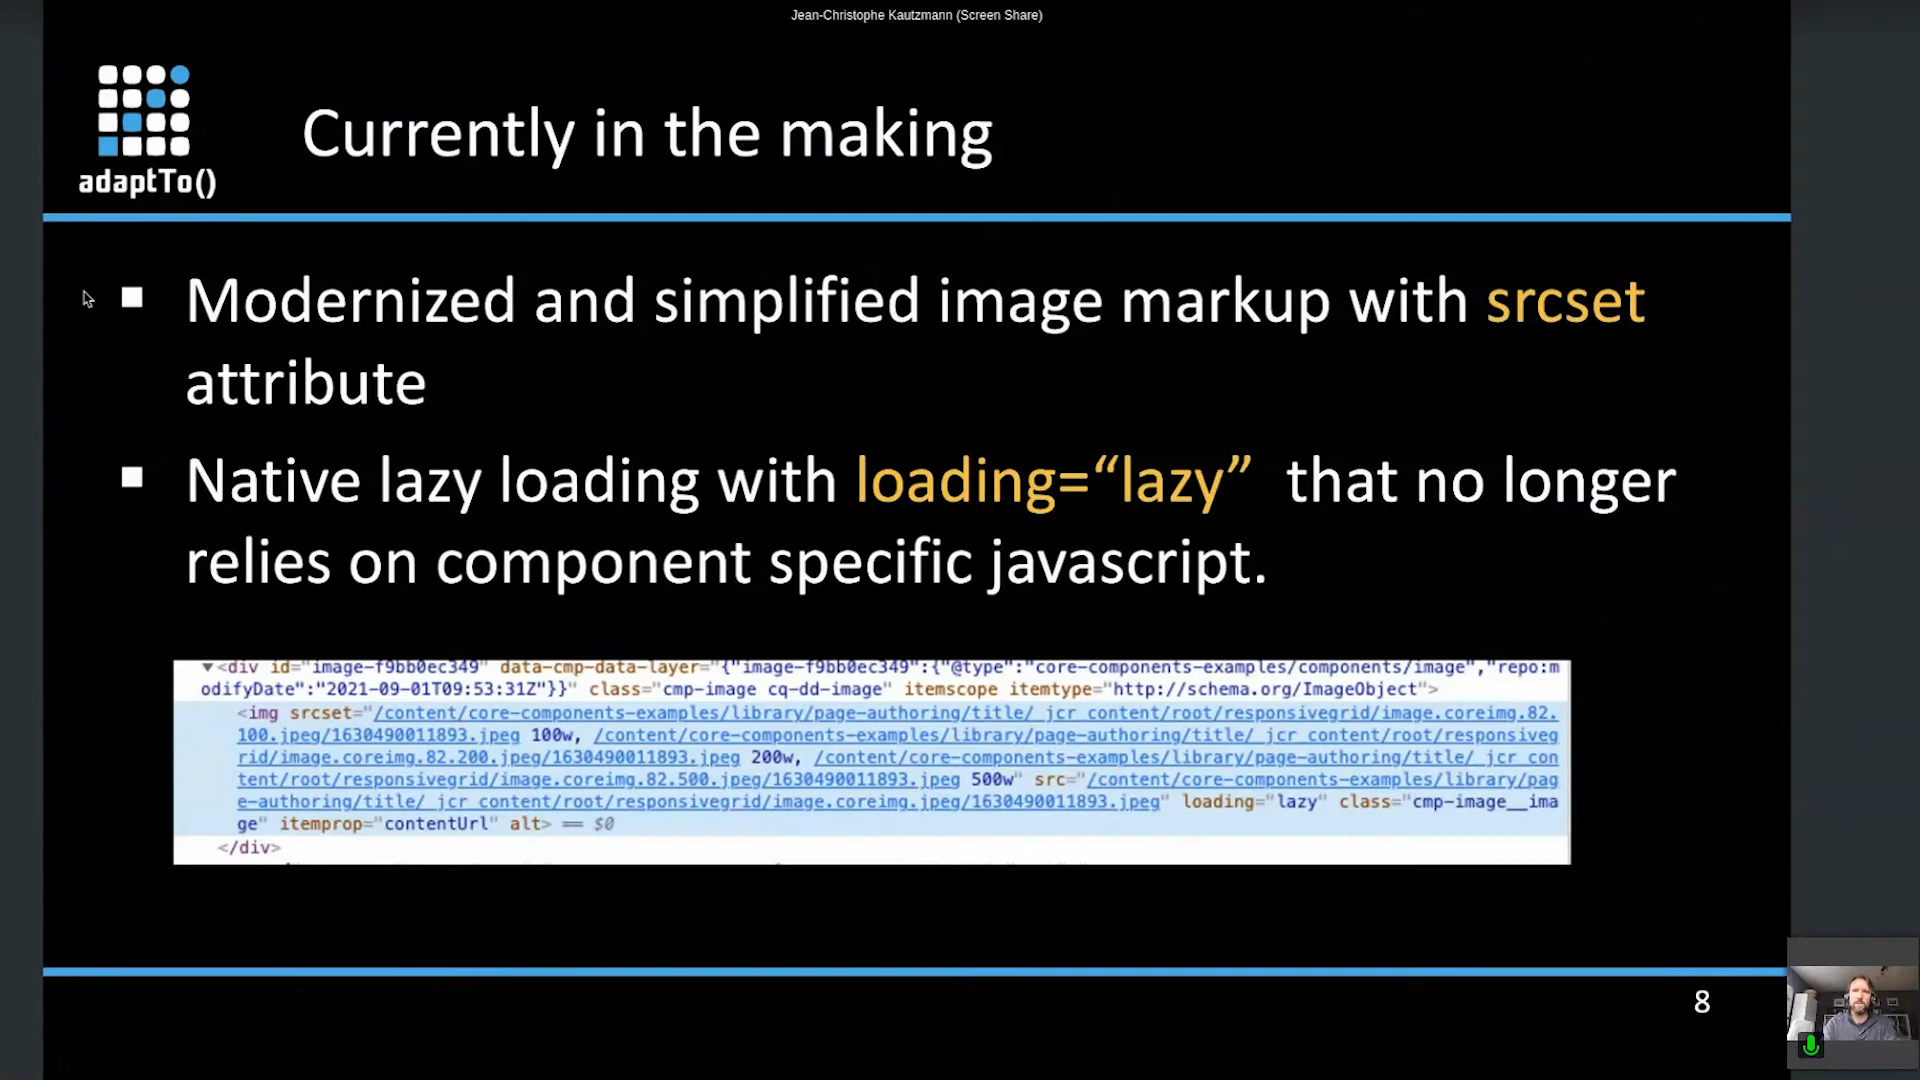 Jean-Christophe Kautzmann (Screen Share)
adaptTo()
Currently in the making
Modernized and simplified image markup with srcset
attribute
Native lazy loading with loading=“lazy” that no longer
relies on component specific javascript.
▼<div id="image-f9bb0ec349" data-cmp-data-layer="{"image-f9bb0ec349":{"@type":"core-components-examples/components/image","repo:m
odifyDate":"2021-09-01T09:53:31Z"}}" class="cmp-image cq-dd-image" itemscope itemtype="http://schema.org/ImageObject">
<img srcset="/content/core-components-examples/library/page-authoring/title/_jcr_content/root/responsivegrid/image.coreimg.82.
100.jpeg/1630490011893.jpeg 100w, /content/core-components-examples/library/page-authoring/title/_jcr_content/root/responsiveg
rid/image.coreimg.82.200.jpeg/1630490011893.jpeg 200w, /content/core-components-examples/library/page-authoring/title/_jcr_con
tent/root/responsivegrid/image.coreimg.82.500.jpeg/1630490011893.jpeg 500w" src="/content/core-components-examples/library/pag
e-authoring/title/_jcr_content/root/responsivegrid/image.coreimg.jpeg/1630490011893.jpeg" loading="lazy" class="cmp-image__ima
ge" itemprop="contentUrl" alt> == $0
</div>
8